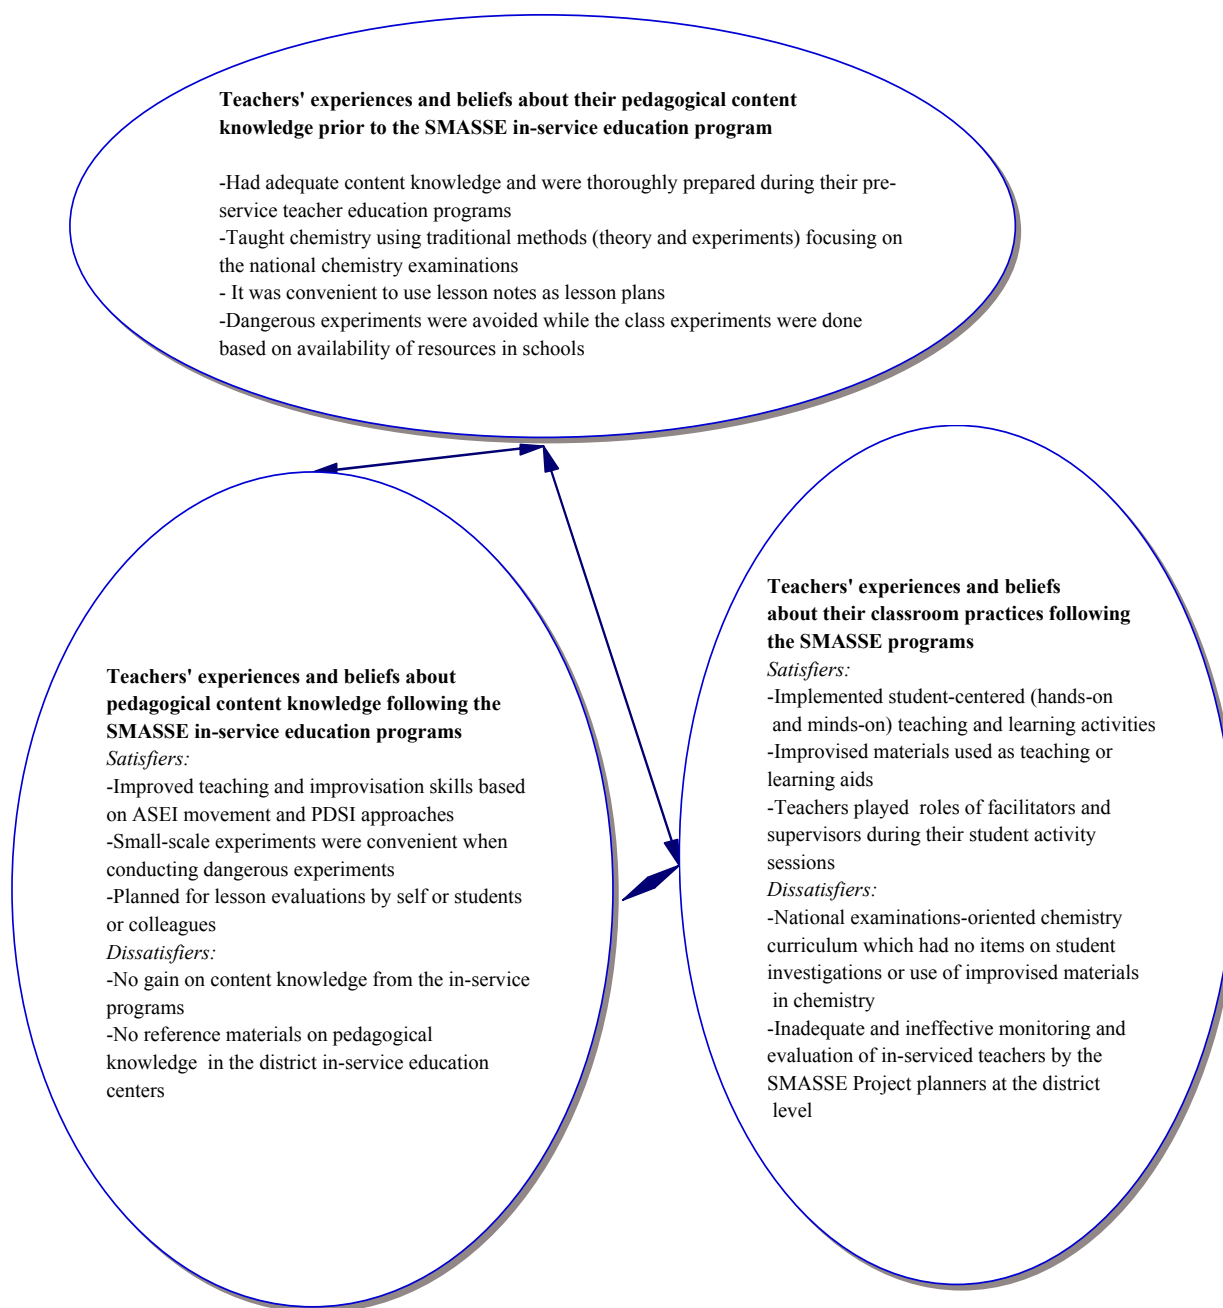 Teachers' experiences and beliefs about their pedagogical content
knowledge prior to the SMASSE in-service education program
-Had adequate content knowledge and were thoroughly prepared during their pre-
service teacher education programs
-Taught chemistry using traditional methods (theory and experiments) focusing on
the national chemistry examinations
- It was convenient to use lesson notes as lesson plans
-Dangerous experiments were avoided while the class experiments were done
based on availability of resources in schools
Teachers' experiences and beliefs about
pedagogical content knowledge following the
SMASSE in-service education programs
Satisfiers:
-Improved teaching and improvisation skills based
on ASEI movement and PDSI approaches
-Small-scale experiments were convenient when
conducting dangerous experiments
-Planned for lesson evaluations by self or students
or colleagues
Dissatisfiers:
-No gain on content knowledge from the in-service
programs
-No reference materials on pedagogical
knowledge in the district in-service education
centers
Teachers' experiences and beliefs
about their classroom practices following
the SMASSE programs
Satisfiers:
-Implemented student-centered (hands-on
and minds-on) teaching and learning activities
-Improvised materials used as teaching or
learning aids
-Teachers played roles of facilitators and
supervisors during their student activity
sessions
Dissatisfiers:
-National examinations-oriented chemistry
curriculum which had no items on student
investigations or use of improvised materials
in chemistry
-Inadequate and ineffective monitoring and
evaluation of in-serviced teachers by the
SMASSE Project planners at the district
level